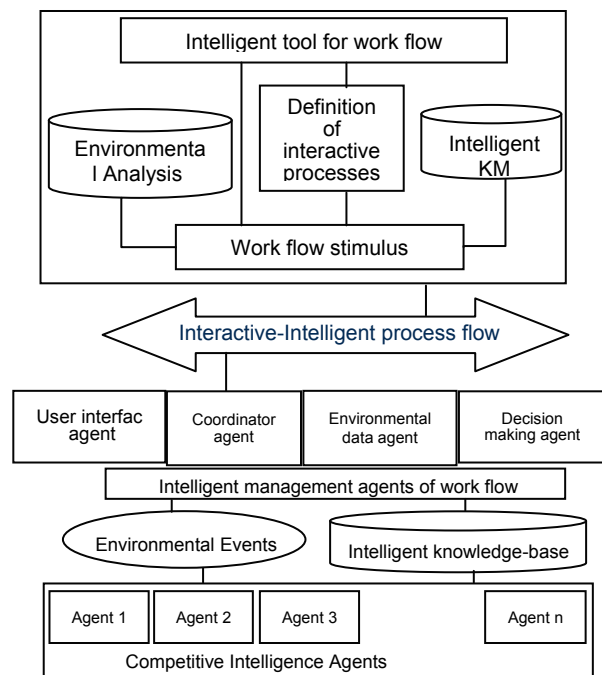 Intelligent tool for work flow
Environmenta
l Analysis
Definition
of
interactive
processes
Intelligent
KM
Work flow stimulus
Interactive-Intelligent process flow
User interfac
agent
Coordinator
agent
Environmental
data agent
Decision
making agent
Intelligent management agents of work flow
Environmental Events
Intelligent knowledge-base
Agent 1
Agent 2
Agent 3
Agent n
Competitive Intelligence Agents